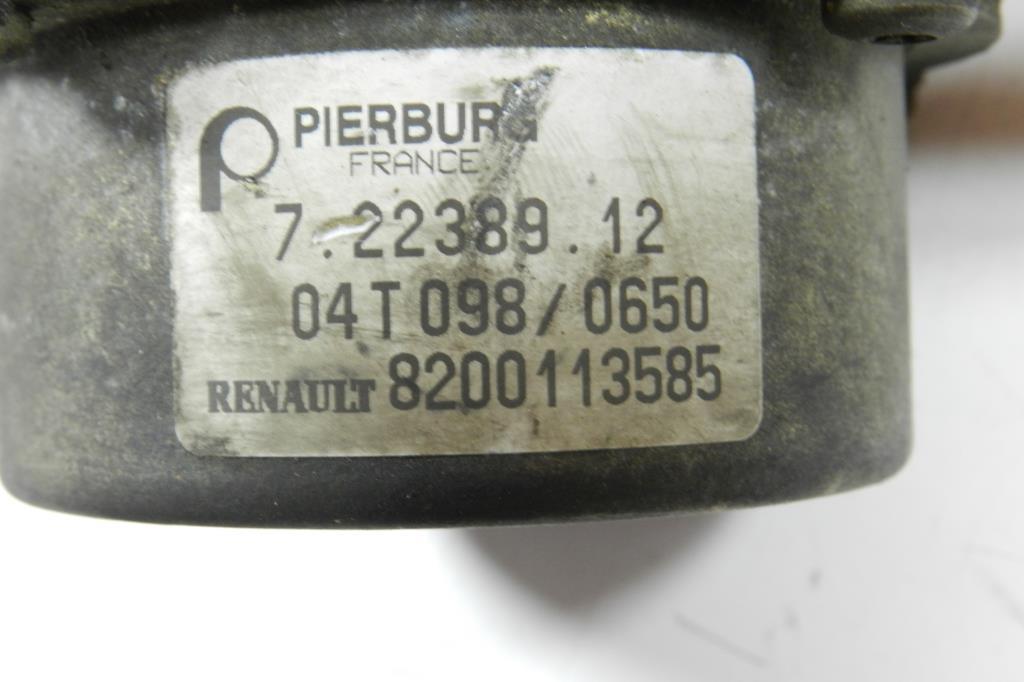 PIERBURG
FRANCE
7.22389.12
04T098/0650
RENAULT 8200113585